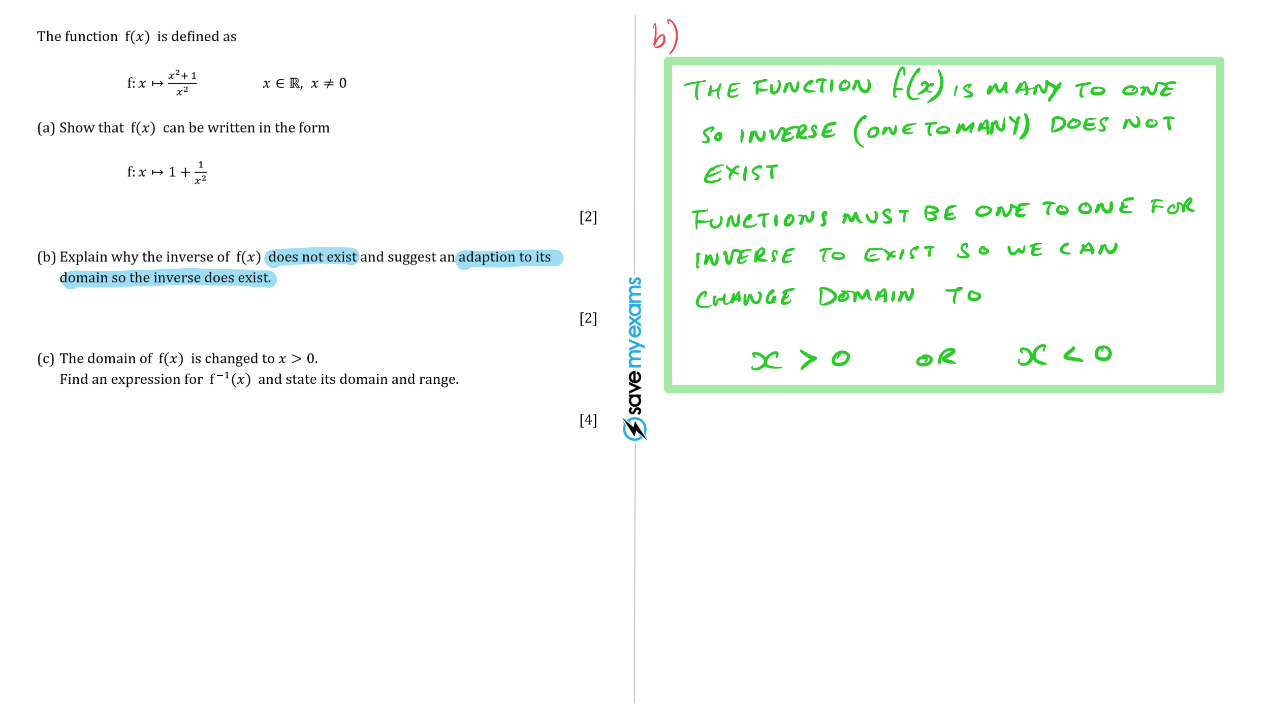 The function f(x) is defined as
f: x ↦ x²+1/x²    x ∈ ℝ, x ≠ 0
(a) Show that f(x) can be written in the form
f: x ↦ 1 + 1/x²
[2]
(b) Explain why the inverse of f(x) does not exist and suggest an adaption to its
domain so the inverse does exist.
[2]
(c) The domain of f(x) is changed to x > 0.
Find an expression for f⁻¹(x) and state its domain and range.
[4]
savemyexams
b)
THE FUNCTION f(x) IS MANY TO ONE
SO INVERSE (ONE TO MANY) DOES NOT
EXIST
FUNCTIONS MUST BE ONE TO ONE FOR
INVERSE TO EXIST SO WE CAN
CHANGE DOMAIN TO
x > 0 OR x < 0